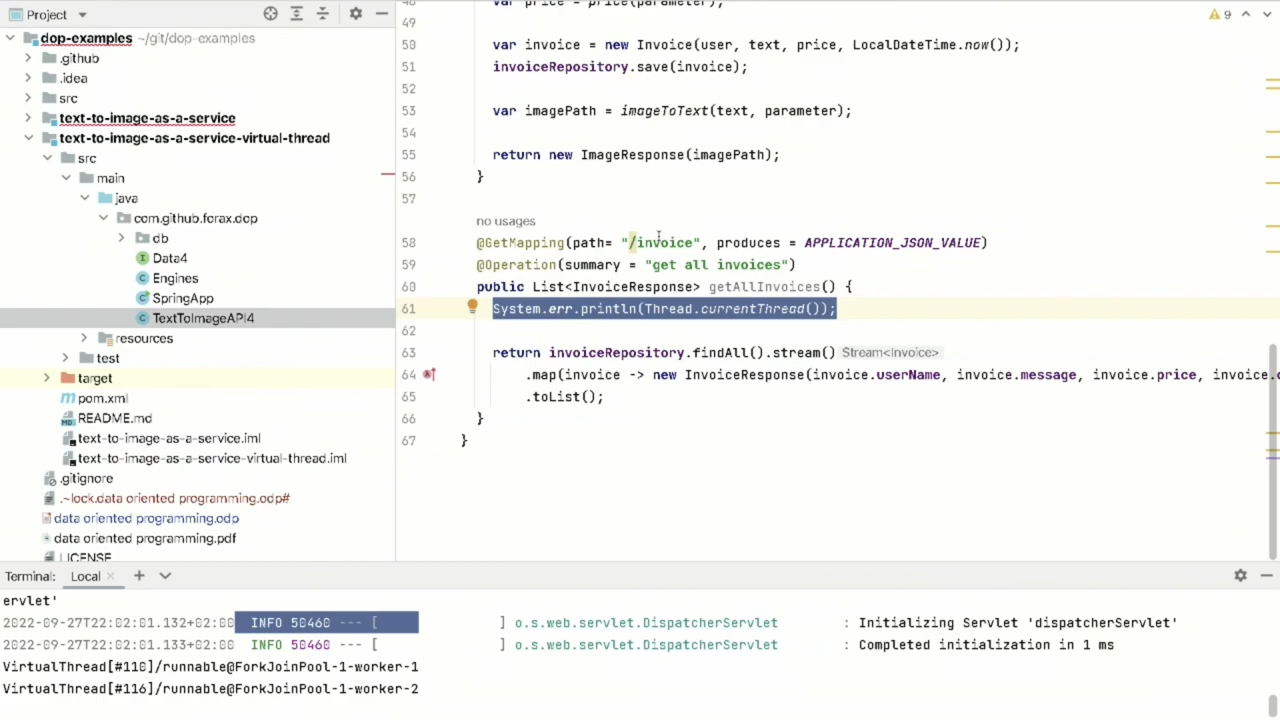 Project
dop-examples ~/git/dop-examples
.github
.idea
src
text-to-image-as-a-service
text-to-image-as-a-service-virtual-thread
src
main
java
com.github.forax.dop
db
Data4
Engines
SpringApp
TextToImageAPI4
resources
test
target
pom.xml
README.md
text-to-image-as-a-service.iml
text-to-image-as-a-service-virtual-thread.iml
.gitignore
.~lock.data oriented programming.odp#
data oriented programming.odp
data oriented programming.pdf
LICENSE
9
48 var price = price(parameter);
49
50 var invoice = new Invoice(user, text, price, LocalDateTime.now());
51 invoiceRepository.save(invoice);
52
53 var imagePath = imageToText(text, parameter);
54
55 return new ImageResponse(imagePath);
56 }
57
no usages
58 @GetMapping(path= "/invoice", produces = APPLICATION_JSON_VALUE)
59 @Operation(summary = "get all invoices")
60 public List<InvoiceResponse> getAllInvoices() {
61 System.err.println(Thread.currentThread());
62
63 return invoiceRepository.findAll().stream() Stream<Invoice>
64 .map(invoice -> new InvoiceResponse(invoice.userName, invoice.message, invoice.price, invoice.
65 .toList();
66 }
67 }
Terminal: Local × +
ervlet'
2022-09-27T22:02:01.132+02:00 INFO 50460 --- [ ] o.s.web.servlet.DispatcherServlet : Initializing Servlet 'dispatcherServlet'
2022-09-27T22:02:01.133+02:00 INFO 50460 --- [ ] o.s.web.servlet.DispatcherServlet : Completed initialization in 1 ms
VirtualThread[#110]/runnable@ForkJoinPool-1-worker-1
VirtualThread[#116]/runnable@ForkJoinPool-1-worker-2